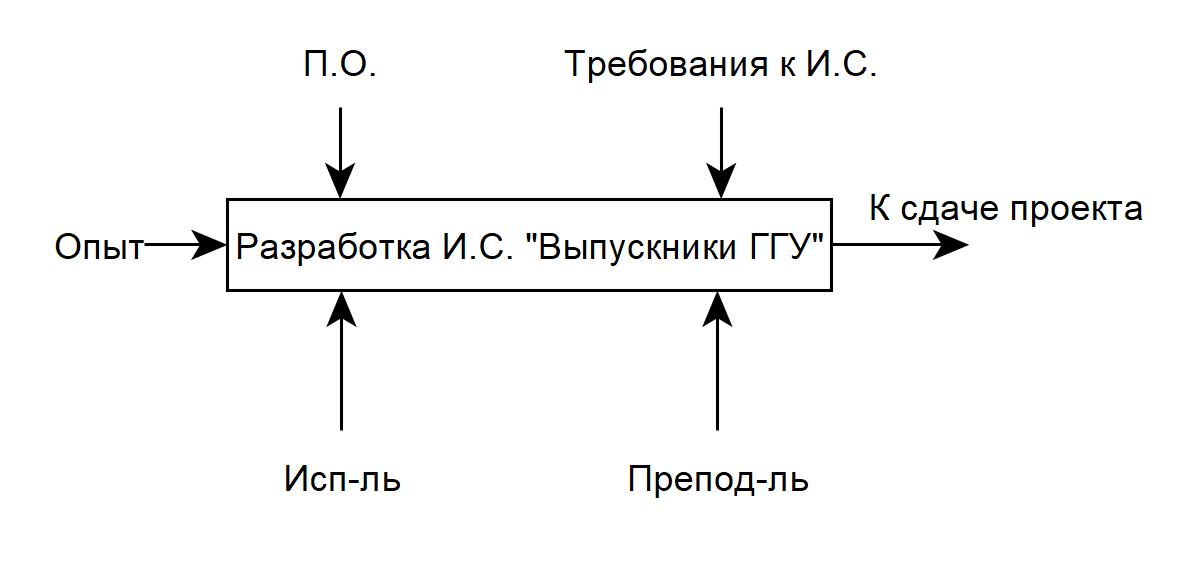 П.О.
Требования к И.С.
К сдаче проекта
Опыт
Разработка И.С. "Выпускники ГГУ"
Исп-ль
Препод-ль